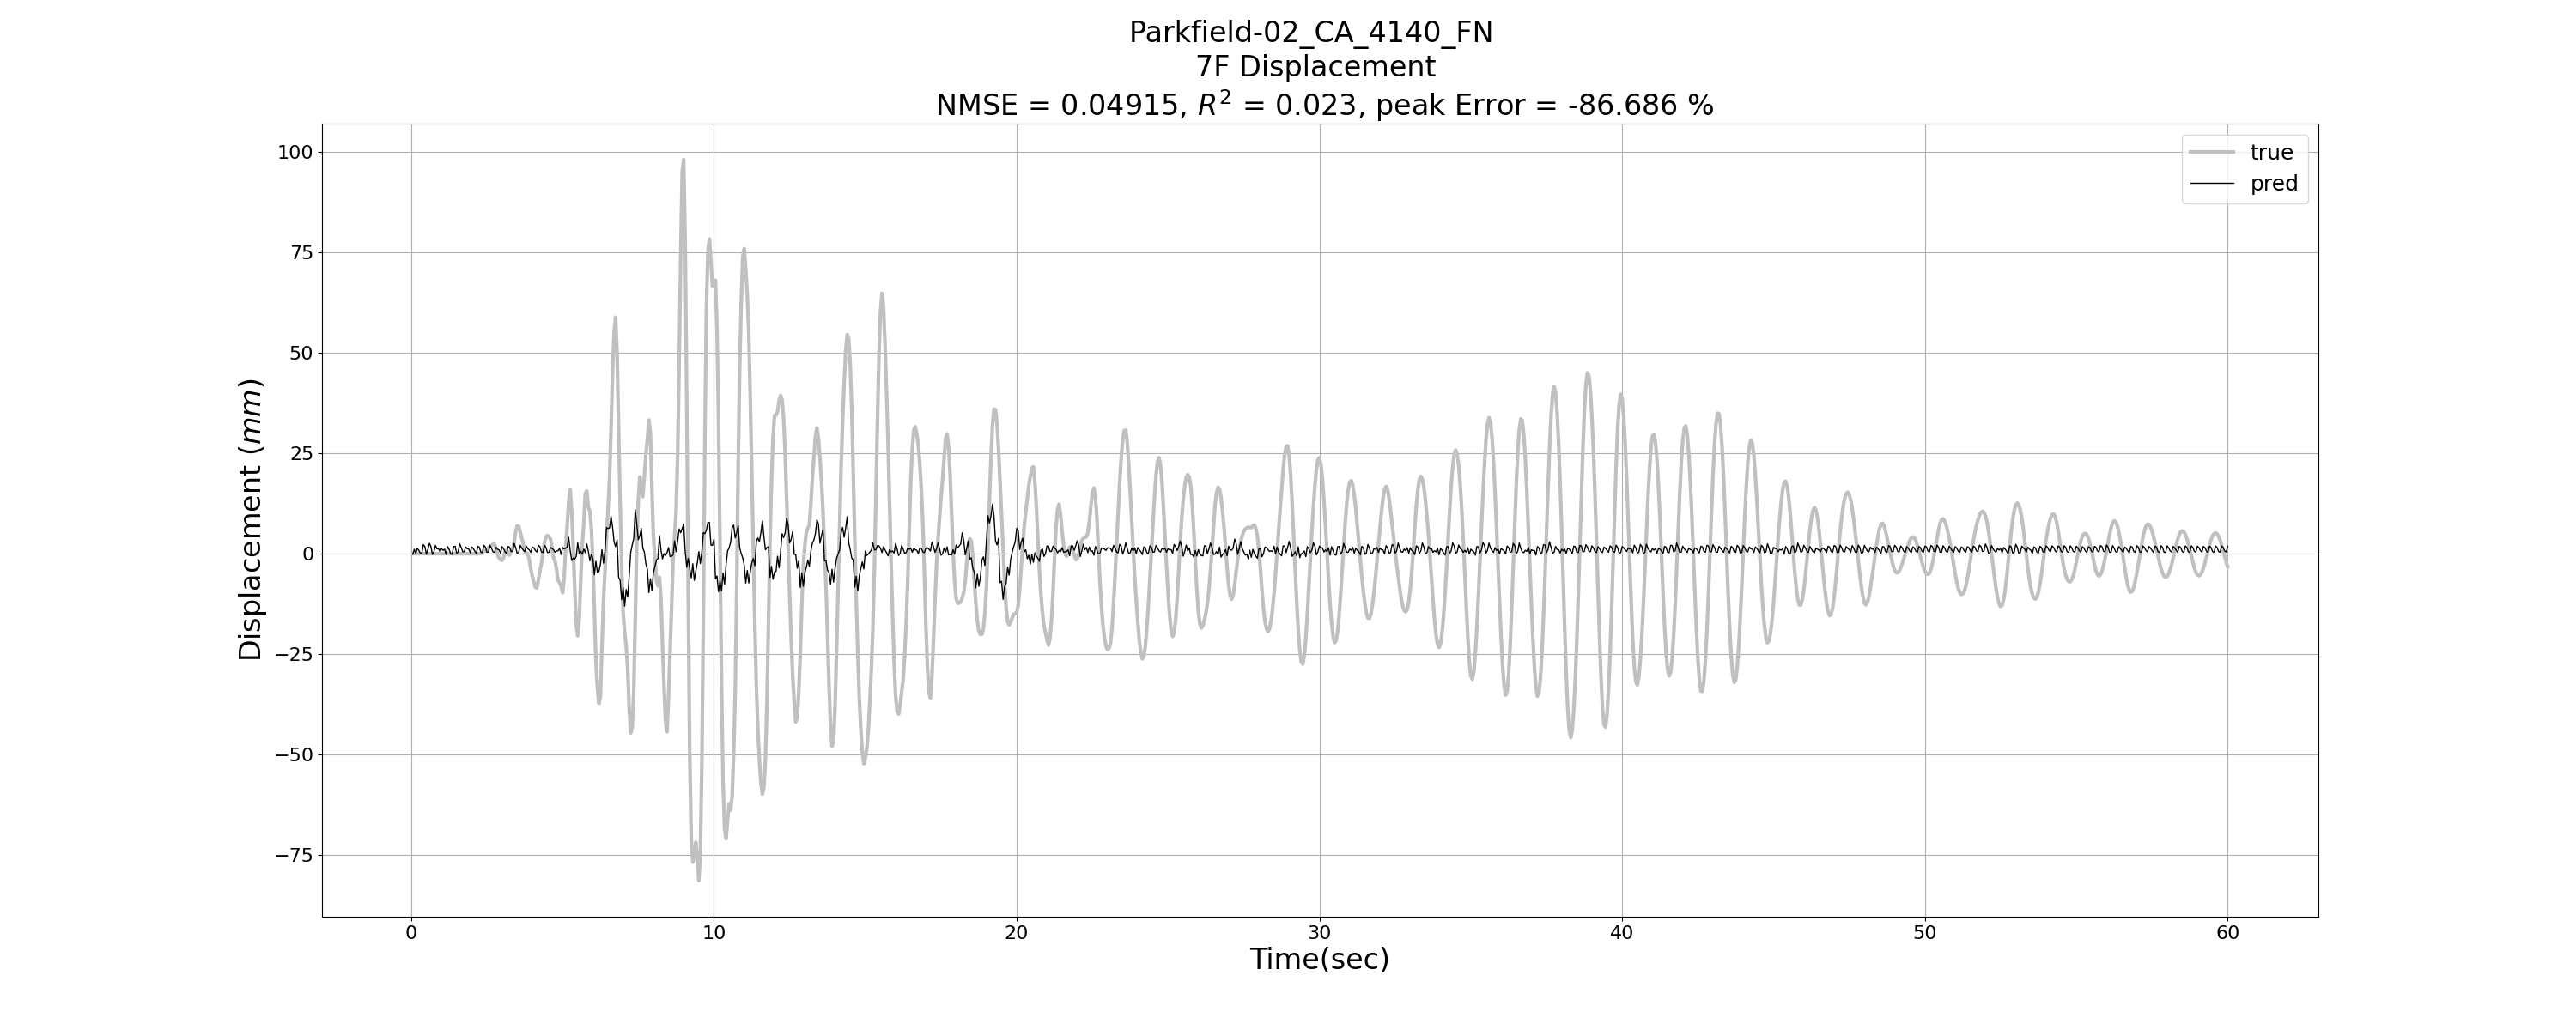 Parkfield-02_CA_4140_FN
7F Displacement
NMSE = 0.04915, R² = 0.023, peak Error = -86.686 %
true
pred
100
75
50
25
0
−25
−50
−75
Displacement (mm)
0 10 20 30 40 50 60
Time(sec)